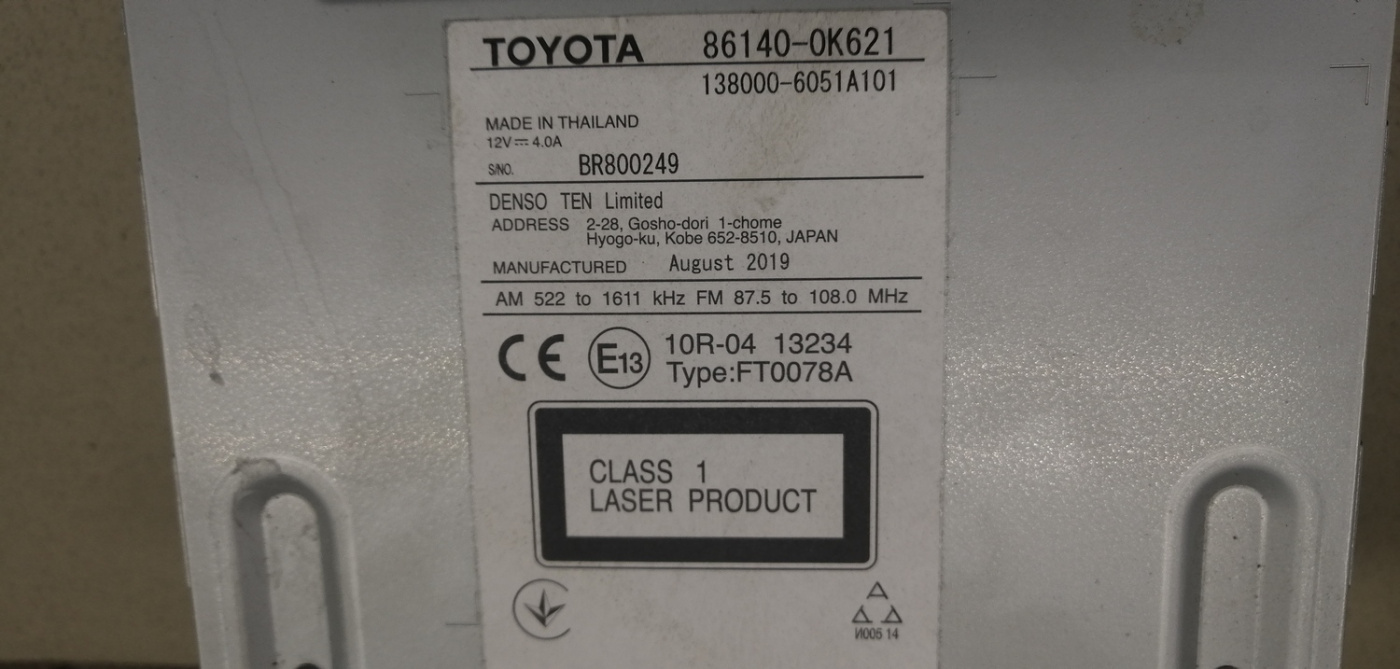 TOYOTA 86140-0K621
138000-6051A101
MADE IN THAILAND
12V⎓4.0A
S/NO. BR800249
DENSO TEN Limited
ADDRESS 2-28, Gosho-dori 1-chome
Hyogo-ku, Kobe 652-8510, JAPAN
MANUFACTURED August 2019
AM 522 to 1611 kHz FM 87.5 to 108.0 MHz
CE E13 10R-04 13234
Type:FT0078A
CLASS 1
LASER PRODUCT
И005 14